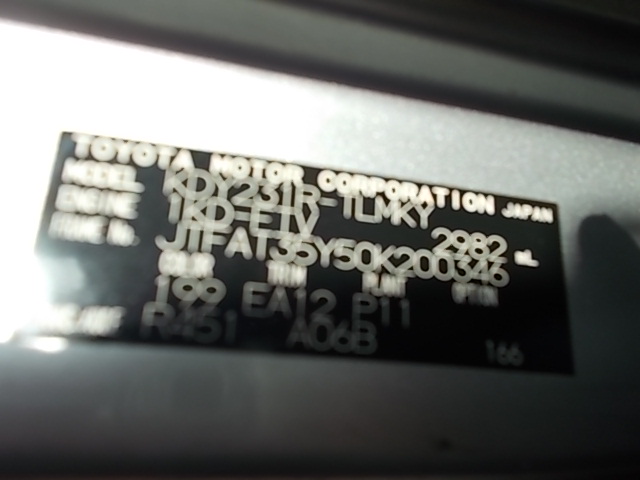 TOYOTA MOTOR CORPORATION JAPAN
MODEL KDY231R-TLMKY
ENGINE 1KD-FTV 2982 mL
FRAME No. JTFAT35Y50K200346
COLOR TRIM PLANT OPTION
199 EA12 P11
R451 A06B 166